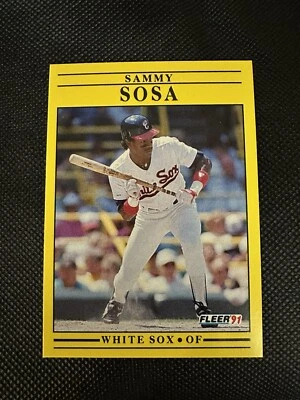 SAMMY
SOSA
White Sox
FLEER 91
WHITE SOX • OF